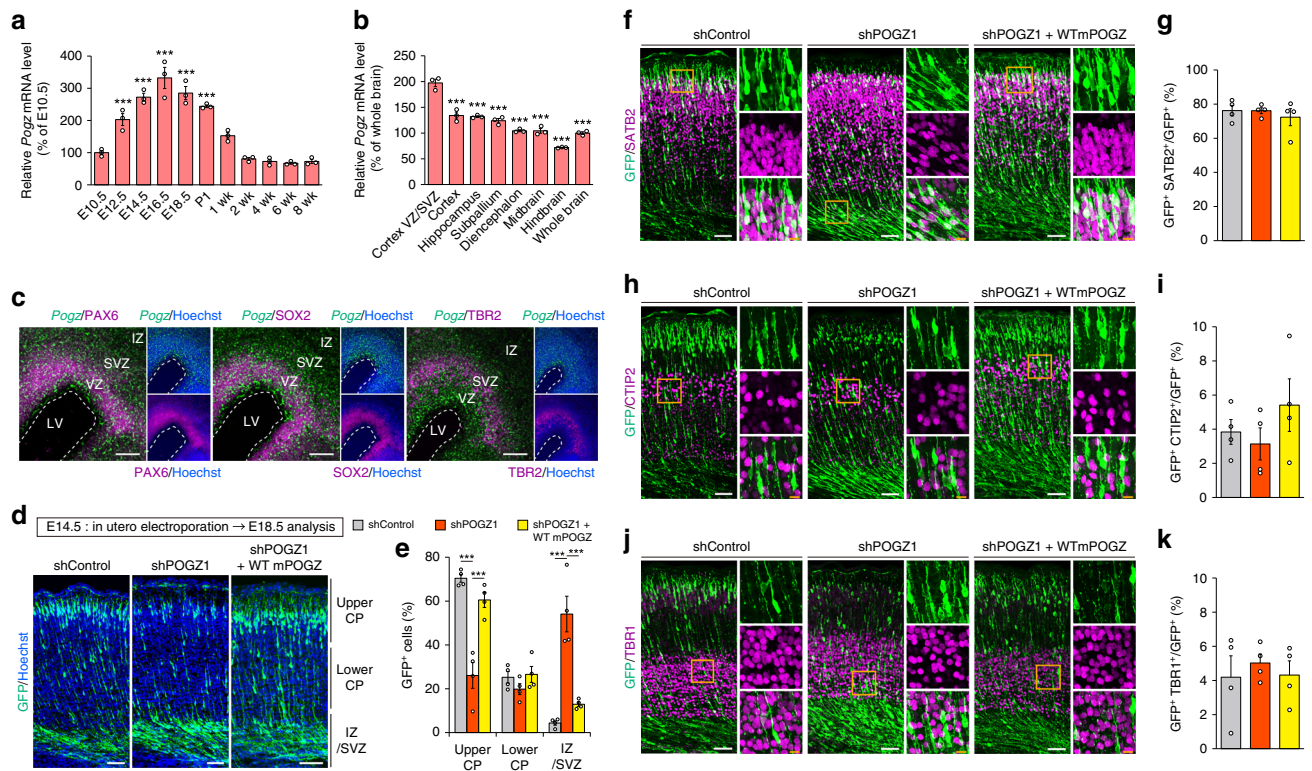 a
Relative Pogz mRNA level
(% of E10.5)
400
300
200
100
0
***
***
***
***
***
E10.5
E12.5
E14.5
E16.5
E18.5
P1
1 wk
2 wk
4 wk
6 wk
8 wk
b
Relative Pogz mRNA level
(% of whole brain)
250
200
150
100
50
0
***
***
***
***
***
***
***
Cortex VZ/SVZ
Cortex
Hippocampus
Subpallium
Diencephalon
Midbrain
Hindbrain
Whole brain
c
Pogz/PAX6
Pogz/Hoechst
Pogz/SOX2
Pogz/Hoechst
Pogz/TBR2
Pogz/Hoechst
IZ
SVZ
VZ
LV
IZ
SVZ
VZ
LV
IZ
SVZ
VZ
LV
PAX6/Hoechst
SOX2/Hoechst
TBR2/Hoechst
d
E14.5 : in utero electroporation → E18.5 analysis
shControl
shPOGZ1
shPOGZ1
+ WT mPOGZ
GFP/Hoechst
Upper
CP
Lower
CP
IZ
/SVZ
shControl
shPOGZ1
shPOGZ1 +
WT mPOGZ
e
GFP+ cells (%)
80
60
40
20
0
***
***
***
***
Upper
CP
Lower
CP
IZ
/SVZ
f
shControl
shPOGZ1
shPOGZ1 + WTmPOGZ
GFP/SATB2
g
GFP+ SATB2+/GFP+ (%)
100
80
60
40
20
0
h
shControl
shPOGZ1
shPOGZ1 + WTmPOGZ
GFP/CTIP2
i
GFP+ CTIP2+/GFP+ (%)
10
8
6
4
2
0
j
shControl
shPOGZ1
shPOGZ1 + WTmPOGZ
GFP/TBR1
k
GFP+ TBR1+/GFP+ (%)
10
8
6
4
2
0